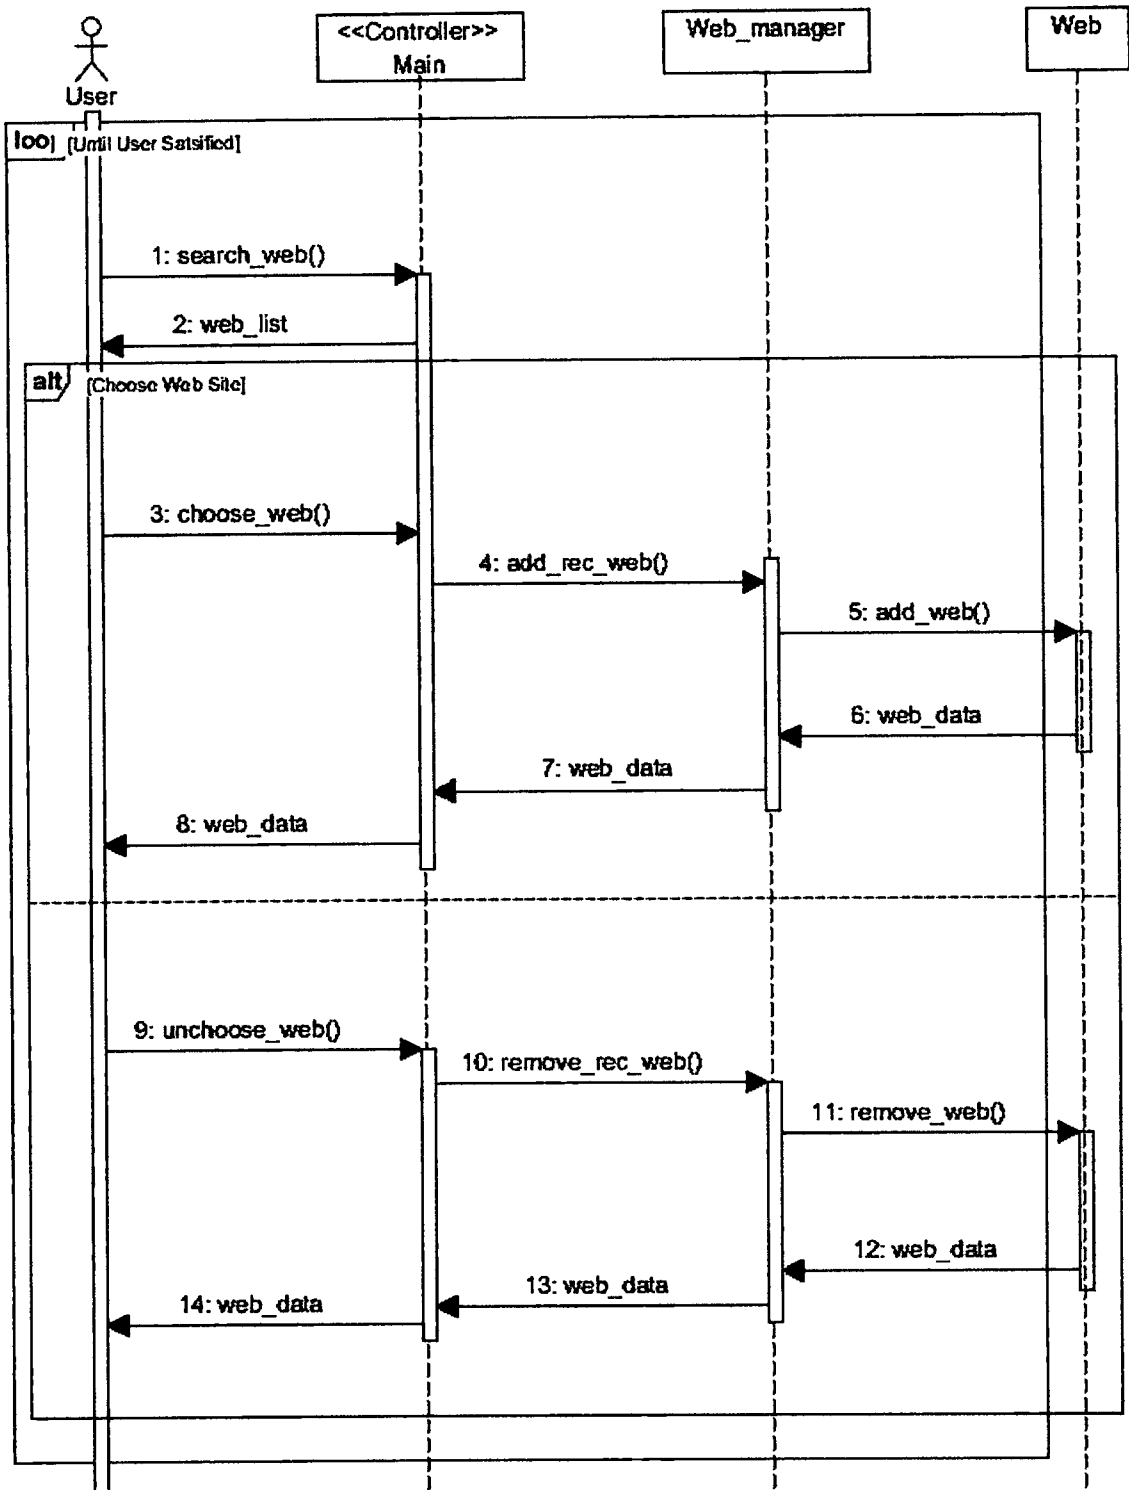 <<Controller>>
Main
Web_manager
Web
User
loop [Until User Satsified]
1: search_web()
2: web_list
alt [Choose Web Site]
3: choose_web()
4: add_rec_web()
5: add_web()
6: web_data
7: web_data
8: web_data
9: unchoose_web()
10: remove_rec_web()
11: remove_web()
12: web_data
13: web_data
14: web_data